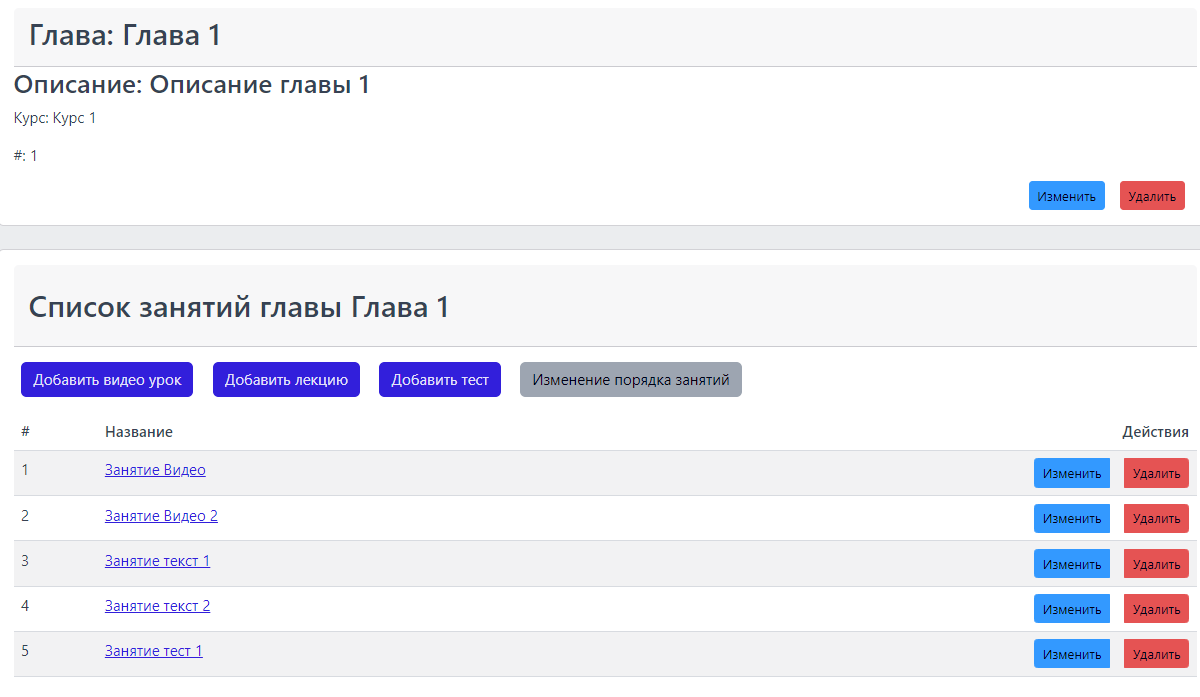 Глава: Глава 1
Описание: Описание главы 1
Курс: Курс 1
#: 1
Изменить Удалить
Список занятий главы Глава 1
Добавить видео урок Добавить лекцию Добавить тест Изменение порядка занятий
# Название Действия
1 Занятие Видео Изменить Удалить
2 Занятие Видео 2 Изменить Удалить
3 Занятие текст 1 Изменить Удалить
4 Занятие текст 2 Изменить Удалить
5 Занятие тест 1 Изменить Удалить